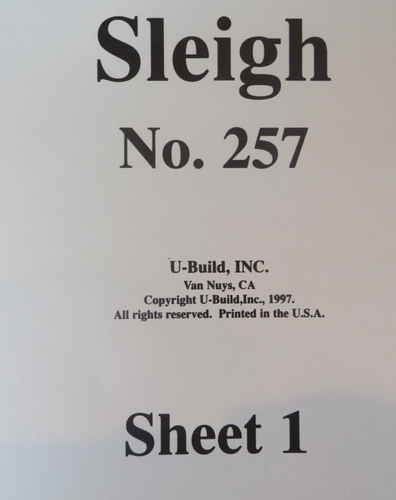 Sleigh
No. 257
U-Build, INC.
Van Nuys, CA
Copyright U-Build,Inc., 1997.
All rights reserved. Printed in the U.S.A.
Sheet 1